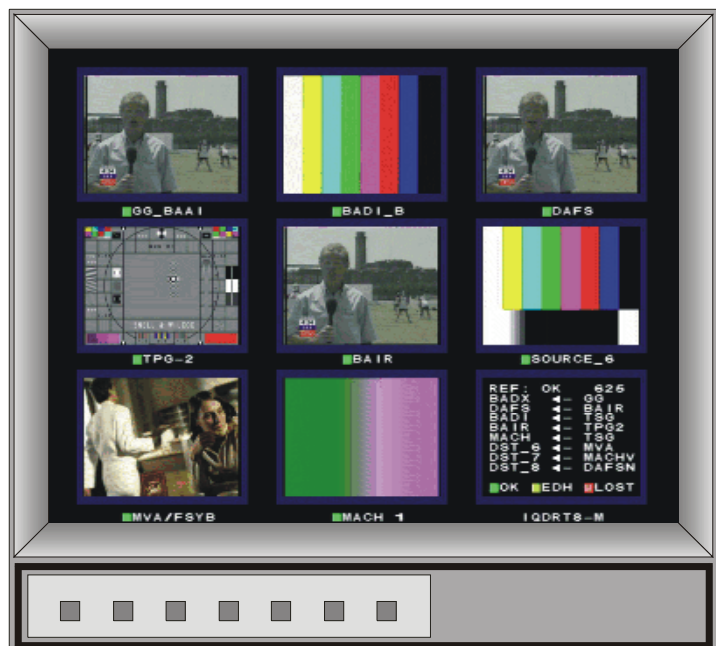 GG_BAAI
BADI_B
DAFS
TPG-2
BAIR
SOURCE_6
REF: OK 625
BADX ◄– GG
DAFS ◄– BAIR
BADI ◄– TSG
BAIR ◄– TPG2
MACH ◄– TSG
DST_6 ◄– MVA
DST_7 ◄– MACHV
DST_8 ◄– DAFSN
OK EDH LOST
MVA/FSYB
MACH 1
IQDRT8-M